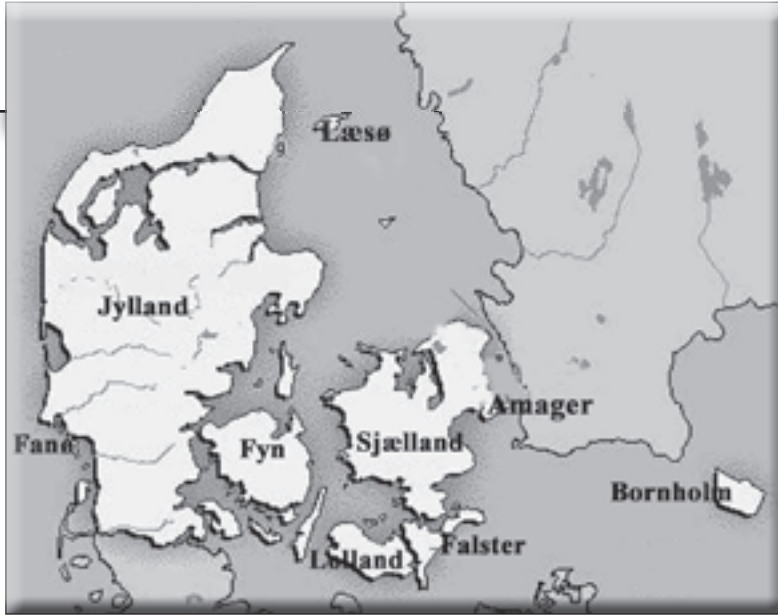 Læsø
Jylland
Amager
Fanø
Fyn
Sjælland
Bornholm
Lolland
Falster